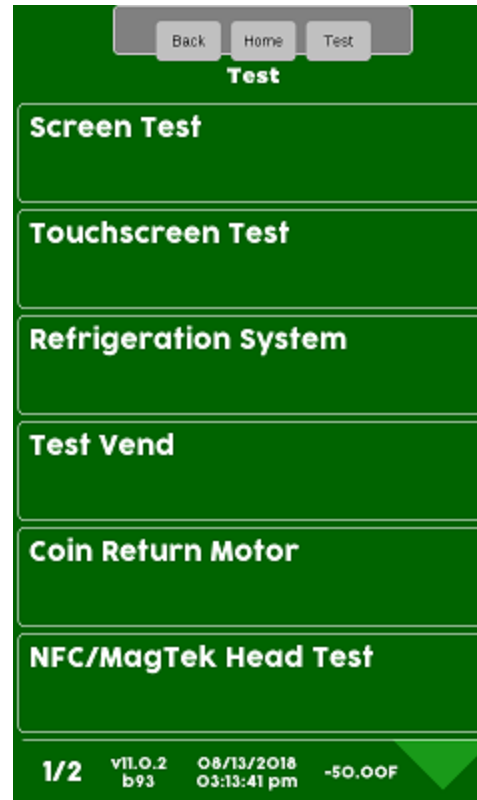 Back Home Test
Test
Screen Test
Touchscreen Test
Refrigeration System
Test Vend
Coin Return Motor
NFC/MagTek Head Test
1/2 v11.0.2 08/13/2018 -50.00F
b93 03:13:41 pm